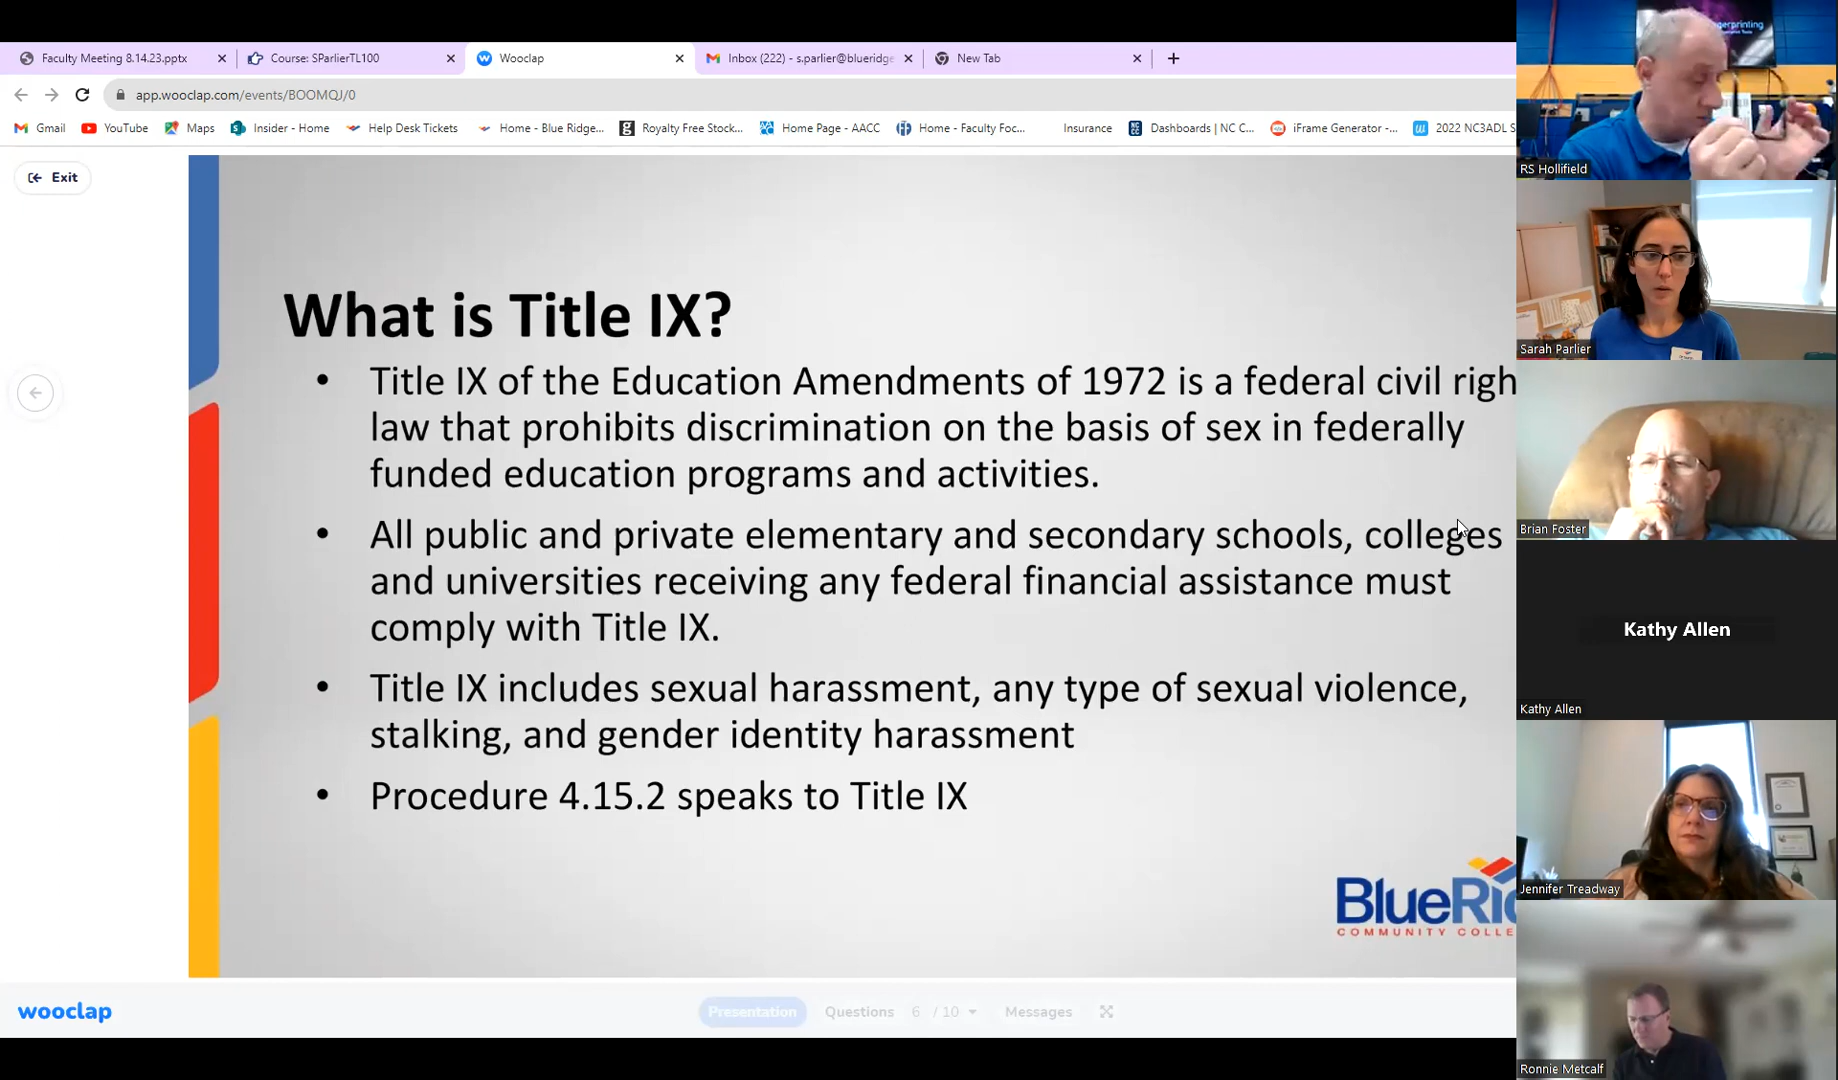 Faculty Meeting 8.14.23.pptx
Course: SParlierTL100
Wooclap
Inbox (222) - s.parlier@blueridge
New Tab
app.wooclap.com/events/BOOMQJ/0
Gmail
YouTube
Maps
Insider - Home
Help Desk Tickets
Home - Blue Ridge...
Royalty Free Stock...
Home Page - AACC
Home - Faculty Foc...
Insurance
Dashboards | NC C...
iFrame Generator -...
2022 NC3ADL S
Exit
What is Title IX?
• Title IX of the Education Amendments of 1972 is a federal civil righ
law that prohibits discrimination on the basis of sex in federally
funded education programs and activities.
• All public and private elementary and secondary schools, colleges
and universities receiving any federal financial assistance must
comply with Title IX.
• Title IX includes sexual harassment, any type of sexual violence,
stalking, and gender identity harassment
• Procedure 4.15.2 speaks to Title IX
BlueRid
COMMUNITY COLLE
wooclap
Presentation
Questions 6 / 10
Messages
RS Hollifield
Sarah Parlier
Brian Foster
Kathy Allen
Kathy Allen
Jennifer Treadway
Ronnie Metcalf